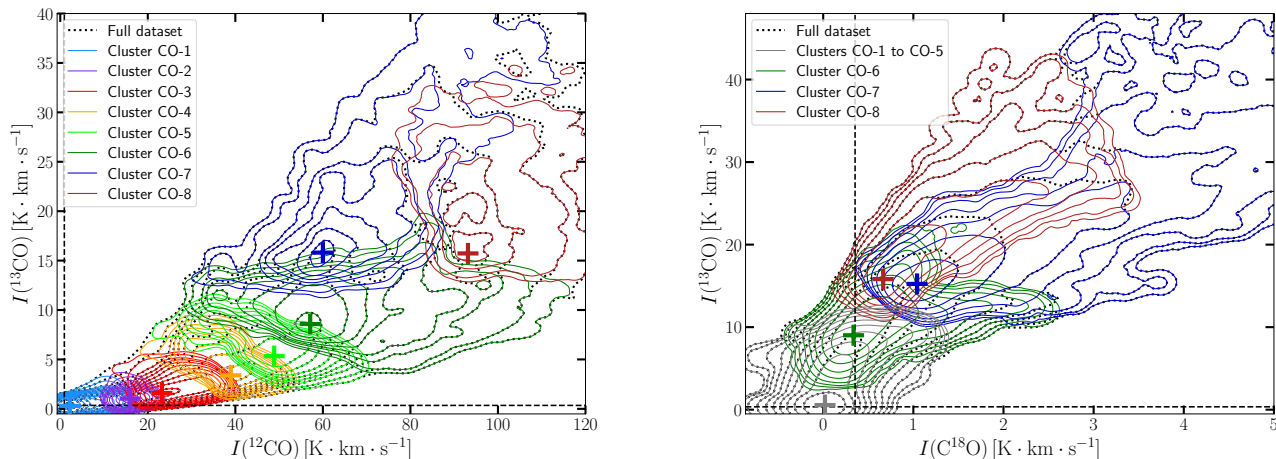 Full dataset
Cluster CO-1
Cluster CO-2
Cluster CO-3
Cluster CO-4
Cluster CO-5
Cluster CO-6
Cluster CO-7
Cluster CO-8
40
35
30
25
20
15
10
5
0
0 20 40 60 80 100 120
I(¹³CO) [K · km · s⁻¹]
I(¹²CO) [K · km · s⁻¹]
Full dataset
Clusters CO-1 to CO-5
Cluster CO-6
Cluster CO-7
Cluster CO-8
40
30
20
10
0
0 1 2 3 4 5
I(¹³CO) [K · km · s⁻¹]
I(C¹⁸O) [K · km · s⁻¹]